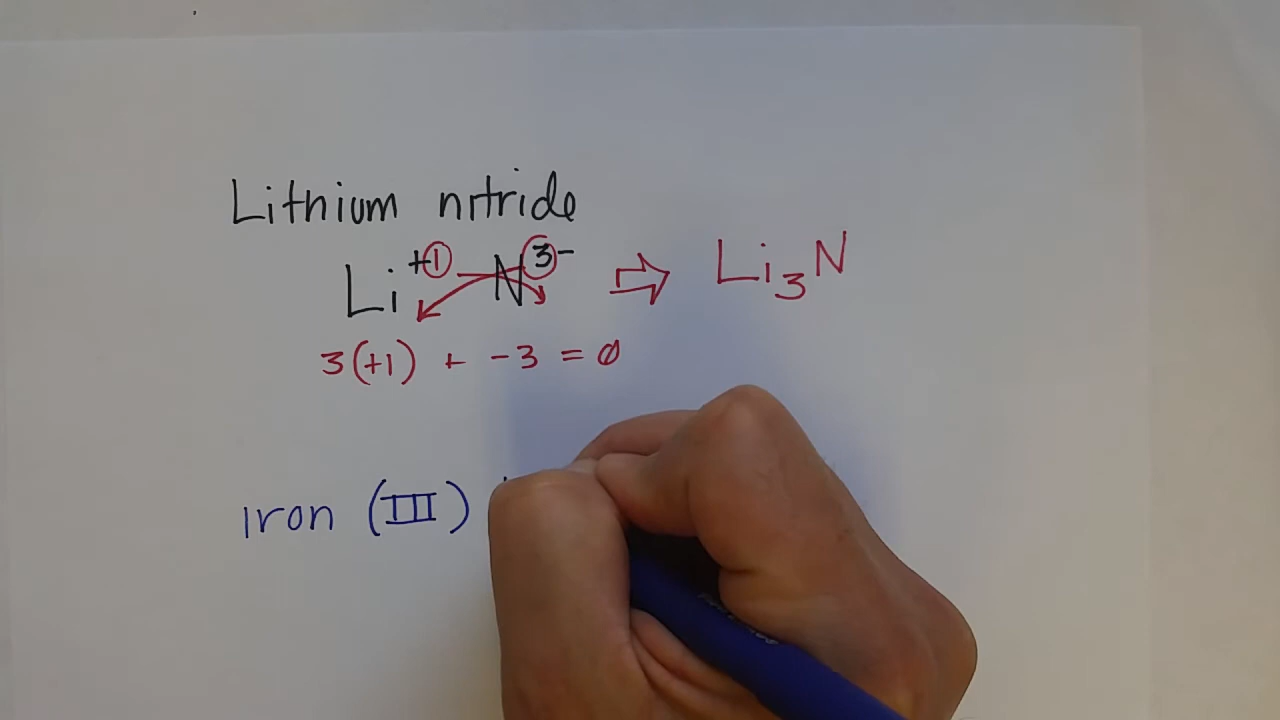 Lithium nitride
Li⁺¹ N³⁻ ⇨ Li₃N
3(+1) + -3 = 0
iron (III)